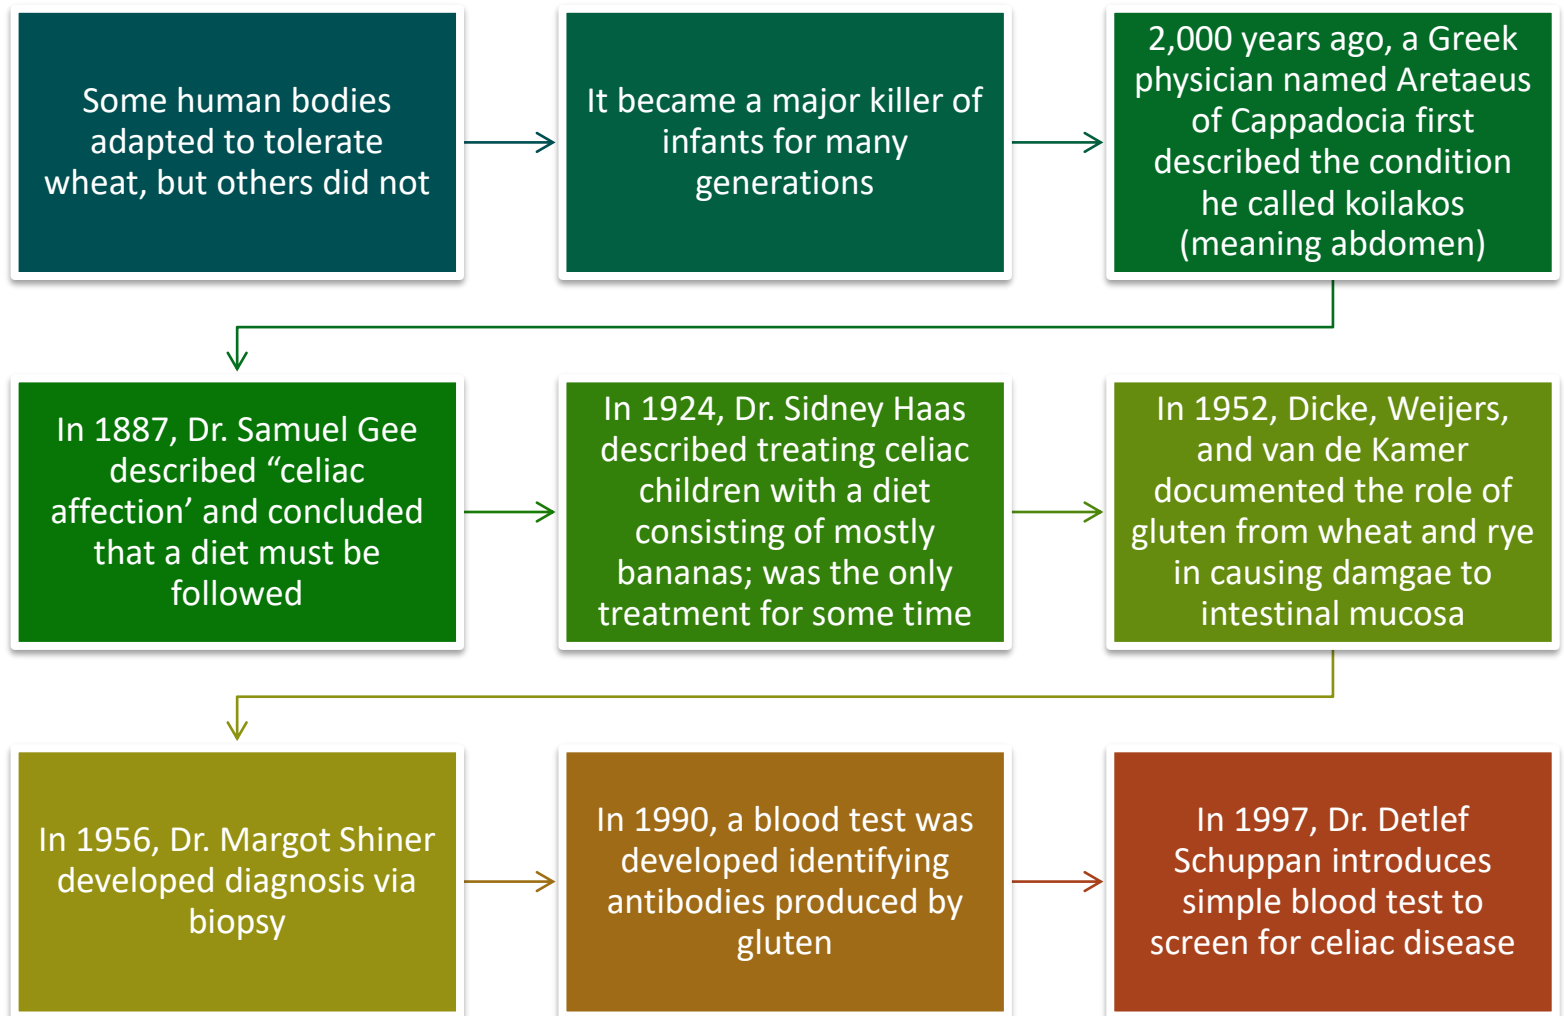 Some human bodies
adapted to tolerate
wheat, but others did not
It became a major killer of
infants for many
generations
2,000 years ago, a Greek
physician named Aretaeus
of Cappadocia first
described the condition
he called koilakos
(meaning abdomen)
In 1887, Dr. Samuel Gee
described “celiac
affection’ and concluded
that a diet must be
followed
In 1924, Dr. Sidney Haas
described treating celiac
children with a diet
consisting of mostly
bananas; was the only
treatment for some time
In 1952, Dicke, Weijers,
and van de Kamer
documented the role of
gluten from wheat and rye
in causing damgae to
intestinal mucosa
In 1956, Dr. Margot Shiner
developed diagnosis via
biopsy
In 1990, a blood test was
developed identifying
antibodies produced by
gluten
In 1997, Dr. Detlef
Schuppan introduces
simple blood test to
screen for celiac disease